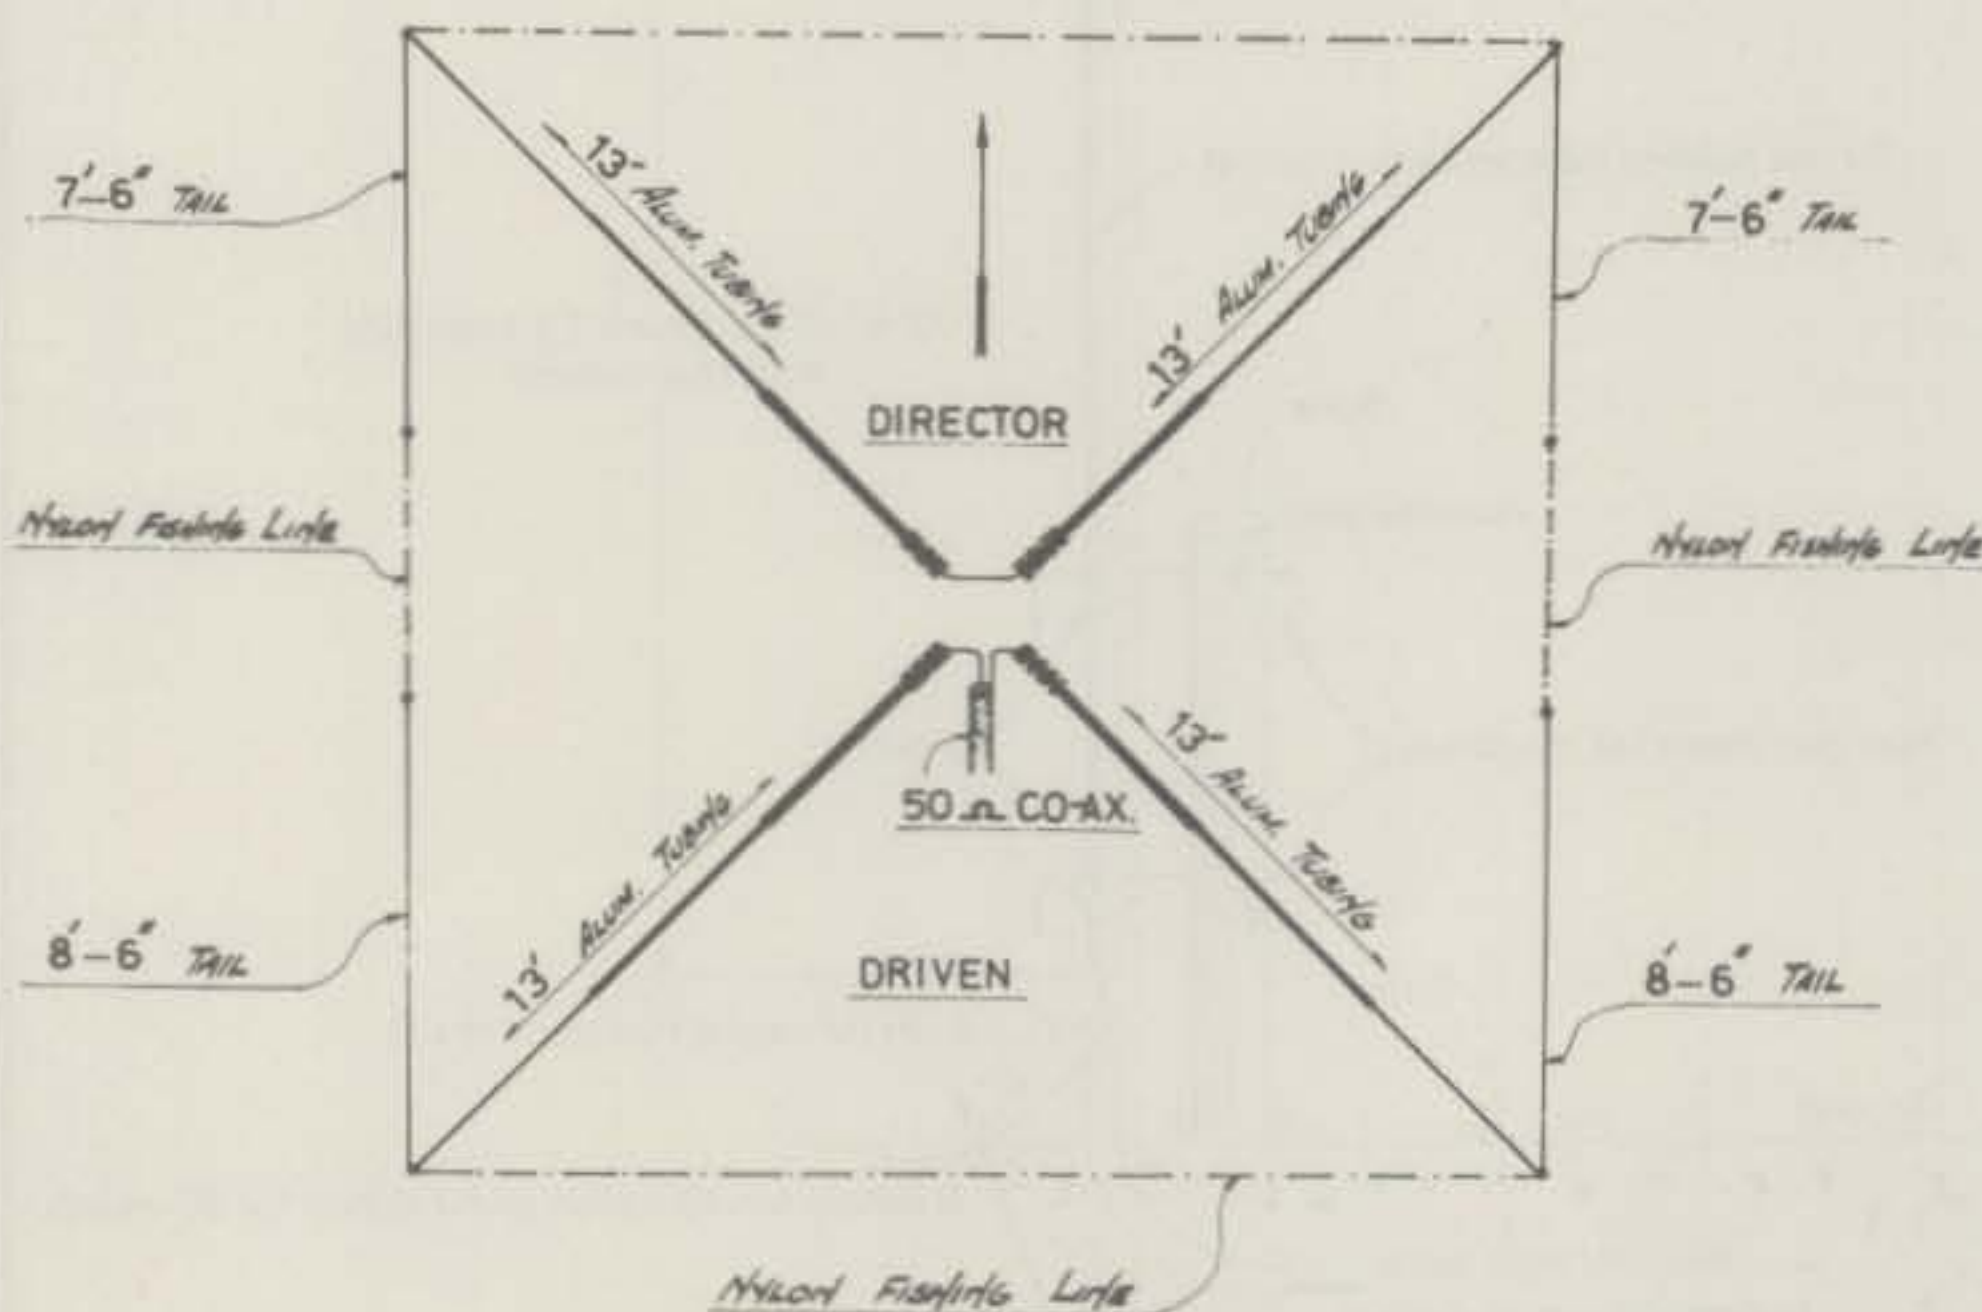 13' ALUM. TUBING
13' ALUM. TUBING
7'-6" TAIL
7'-6" TAIL
DIRECTOR
NYLON FISHING LINE
NYLON FISHING LINE
13' ALUM. TUBING
13' ALUM. TUBING
50 Ω CO-AX.
8'-6" TAIL
DRIVEN
8'-6" TAIL
NYLON FISHING LINE